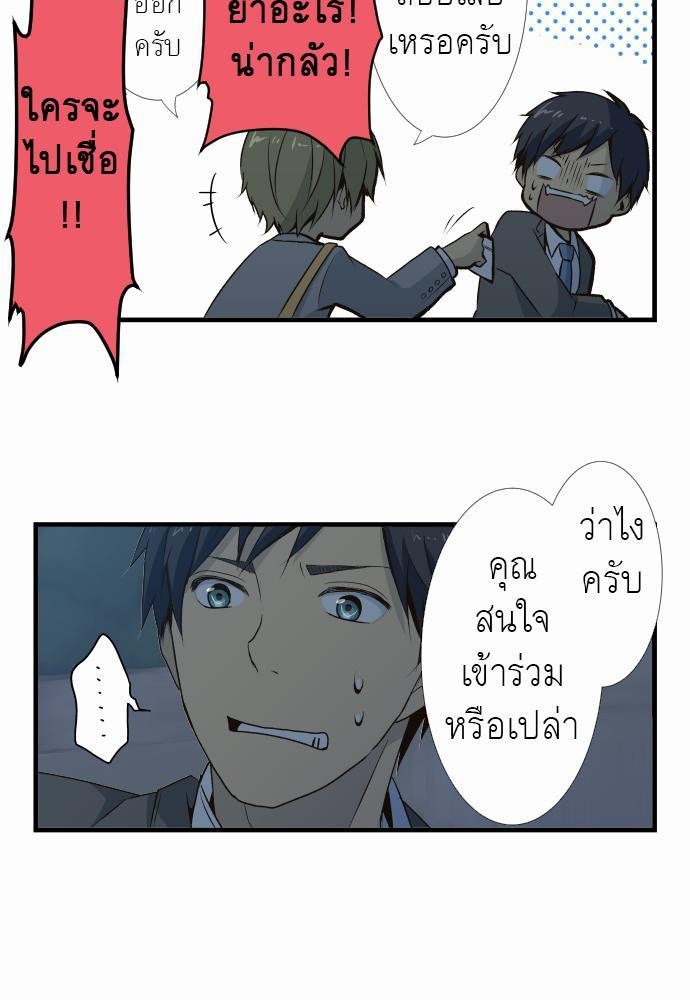 เหรอครับ
ยาอะไร!
น่ากลัว!
ออก
ครับ
ใครจะ
ไปเชื่อ
!!
ว่าไง
ครับ
คุณ
สนใจ
เข้าร่วม
หรือเปล่า
......